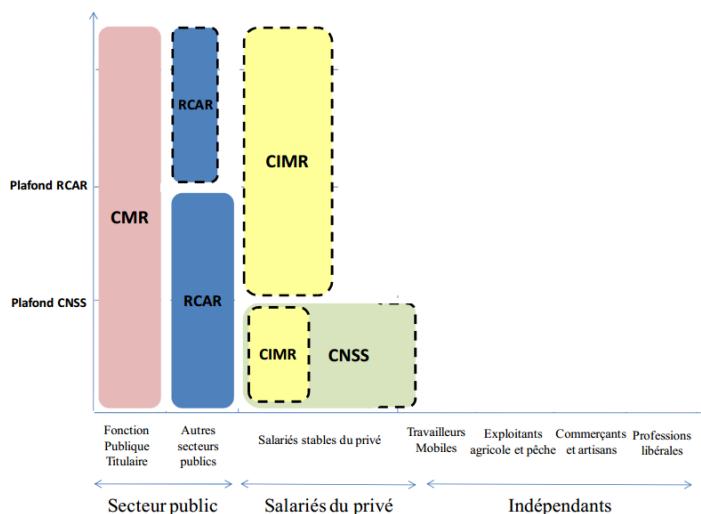 RCAR
CIMR
Plafond RCAR
CMR
Plafond CNSS
RCAR
CIMR
CNSS
Fonction
Publique
Titulaire
Autres
secteurs
publics
Salariés stables du privé
Travailleurs
Mobiles
Exploitants
agricole et pêche
Commerçants
et artisans
Professions
libérales
Secteur public
Salariés du privé
Indépendants